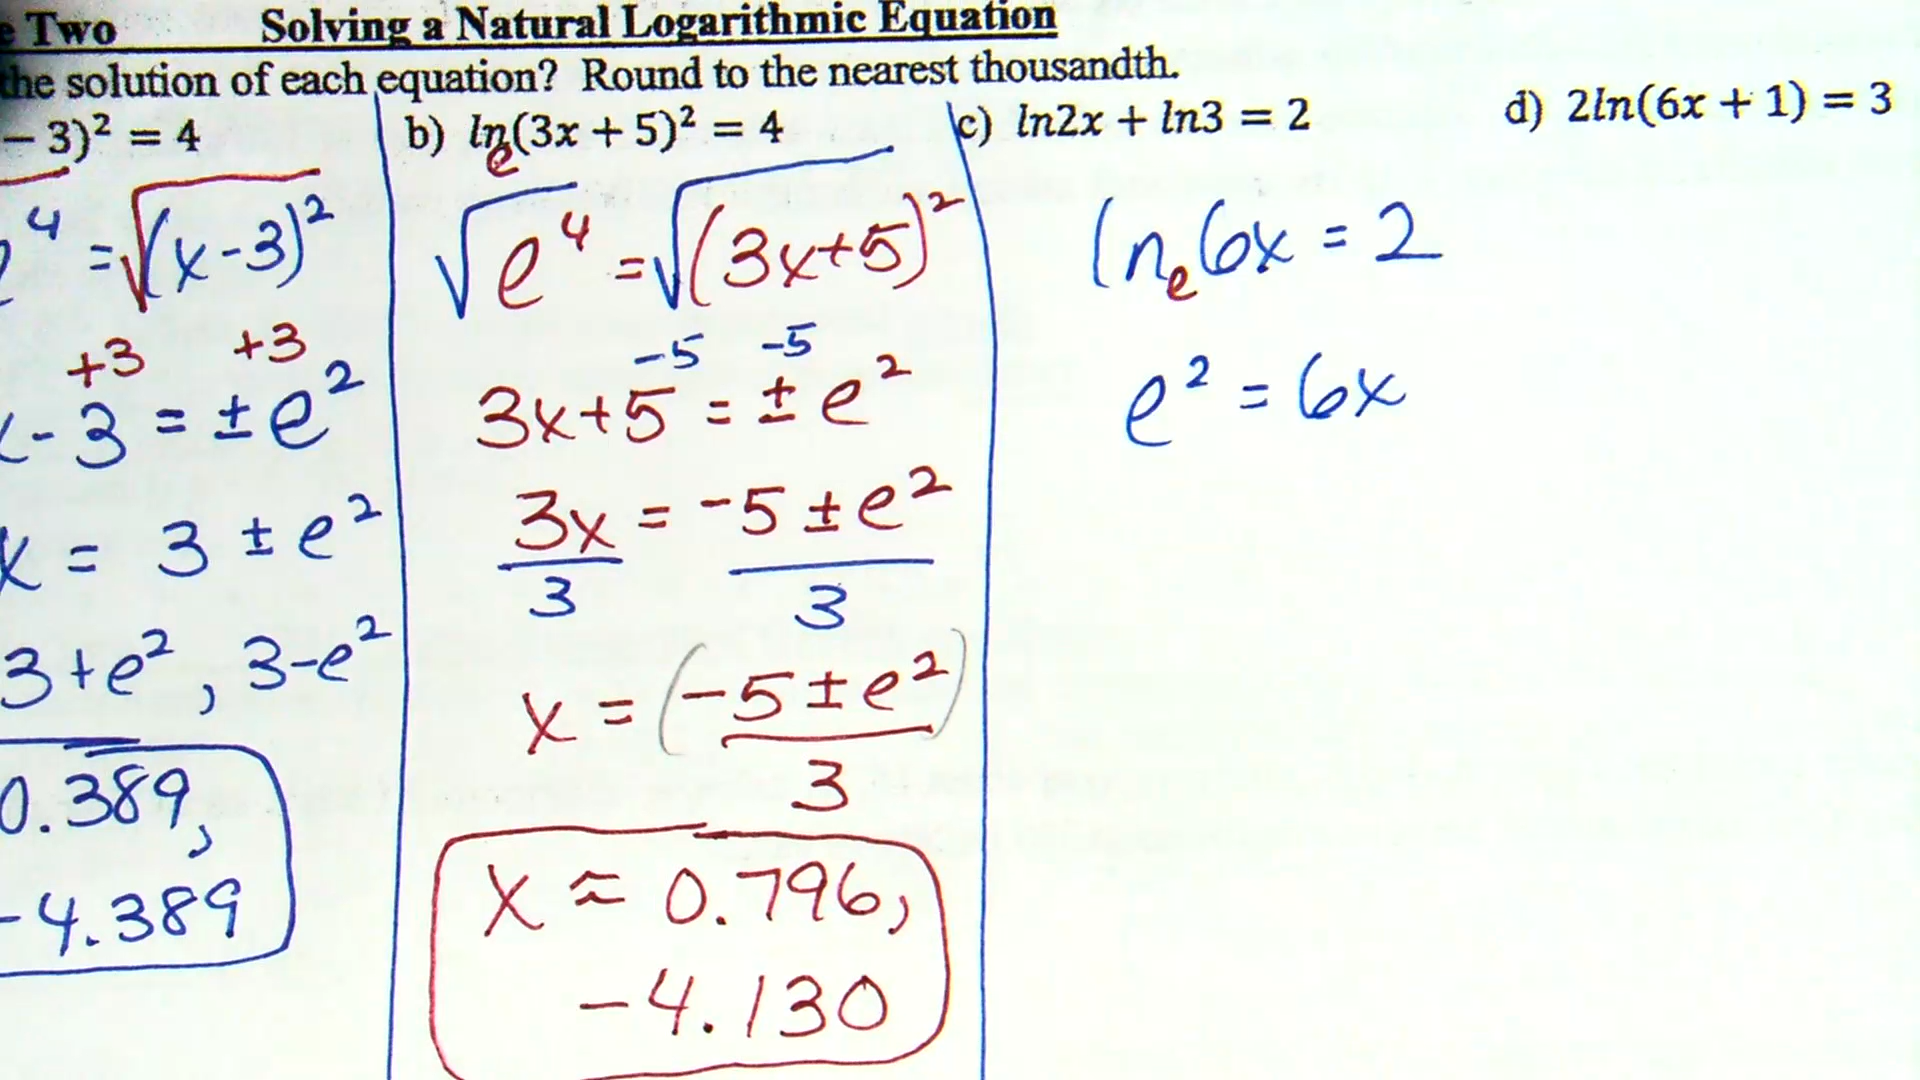 e Two Solving a Natural Logarithmic Equation
the solution of each equation? Round to the nearest thousandth.
− 3)² = 4
4 = √(x-3)²
+3 +3
- 3 = ± e²
x = 3 ± e²
3+e², 3-e²
0.389,
-4.389
b) ln(3x + 5)² = 4
e
√e⁴ = √(3x+5)²
-5 -5
3x+5 = ± e²
3x = -5 ± e²
3 3
x = (-5 ± e²)
3
x ≈ 0.796,
-4.130
c) ln2x + ln3 = 2
lnₑ6x = 2
e² = 6x
d) 2ln(6x + 1) = 3